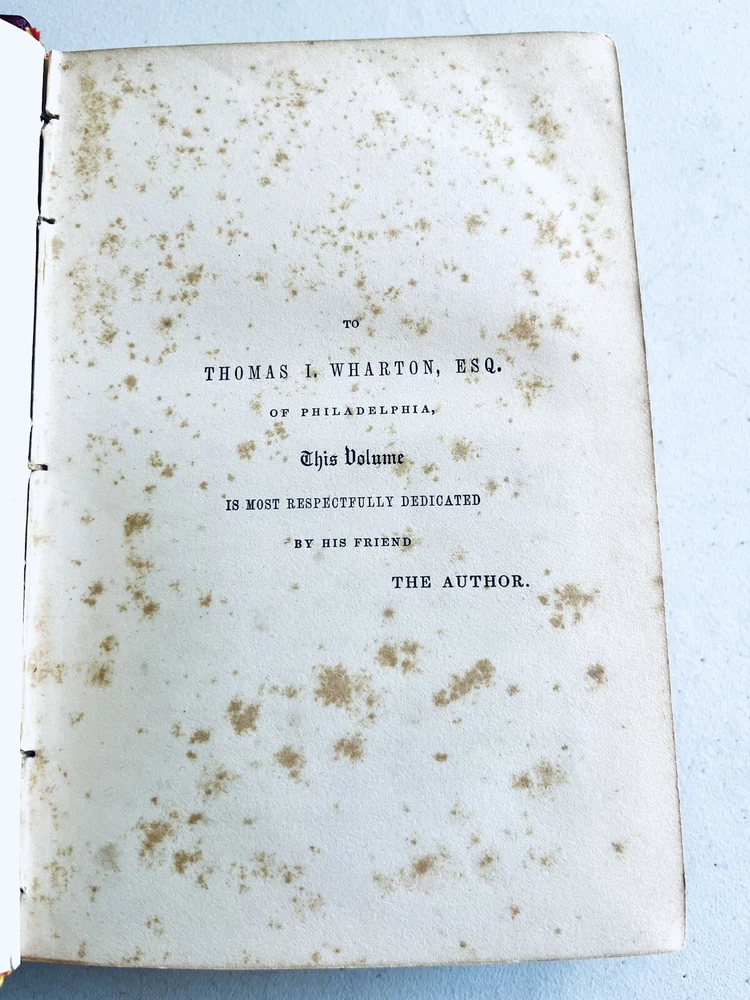 TO
THOMAS I. WHARTON, ESQ.
OF PHILADELPHIA,
This Volume
IS MOST RESPECTFULLY DEDICATED
BY HIS FRIEND
THE AUTHOR.